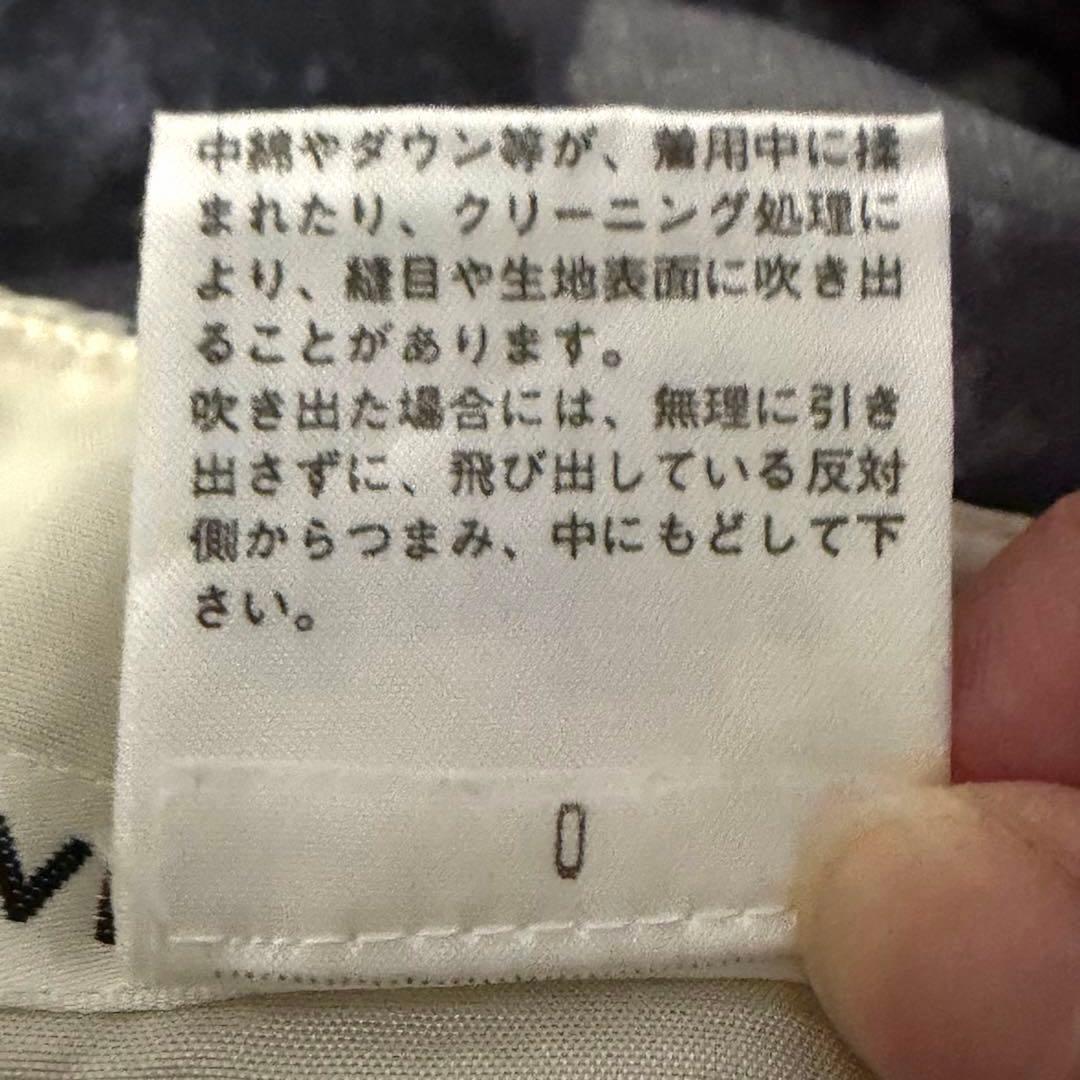 中綿やダウン等が、着用中に揉
まれたり、クリーニング処理に
より、縫目や生地表面に吹き出
ることがあります。
吹き出た場合には、無理に引き
出さずに、飛び出している反対
側からつまみ、中にもどして下
さい。
0